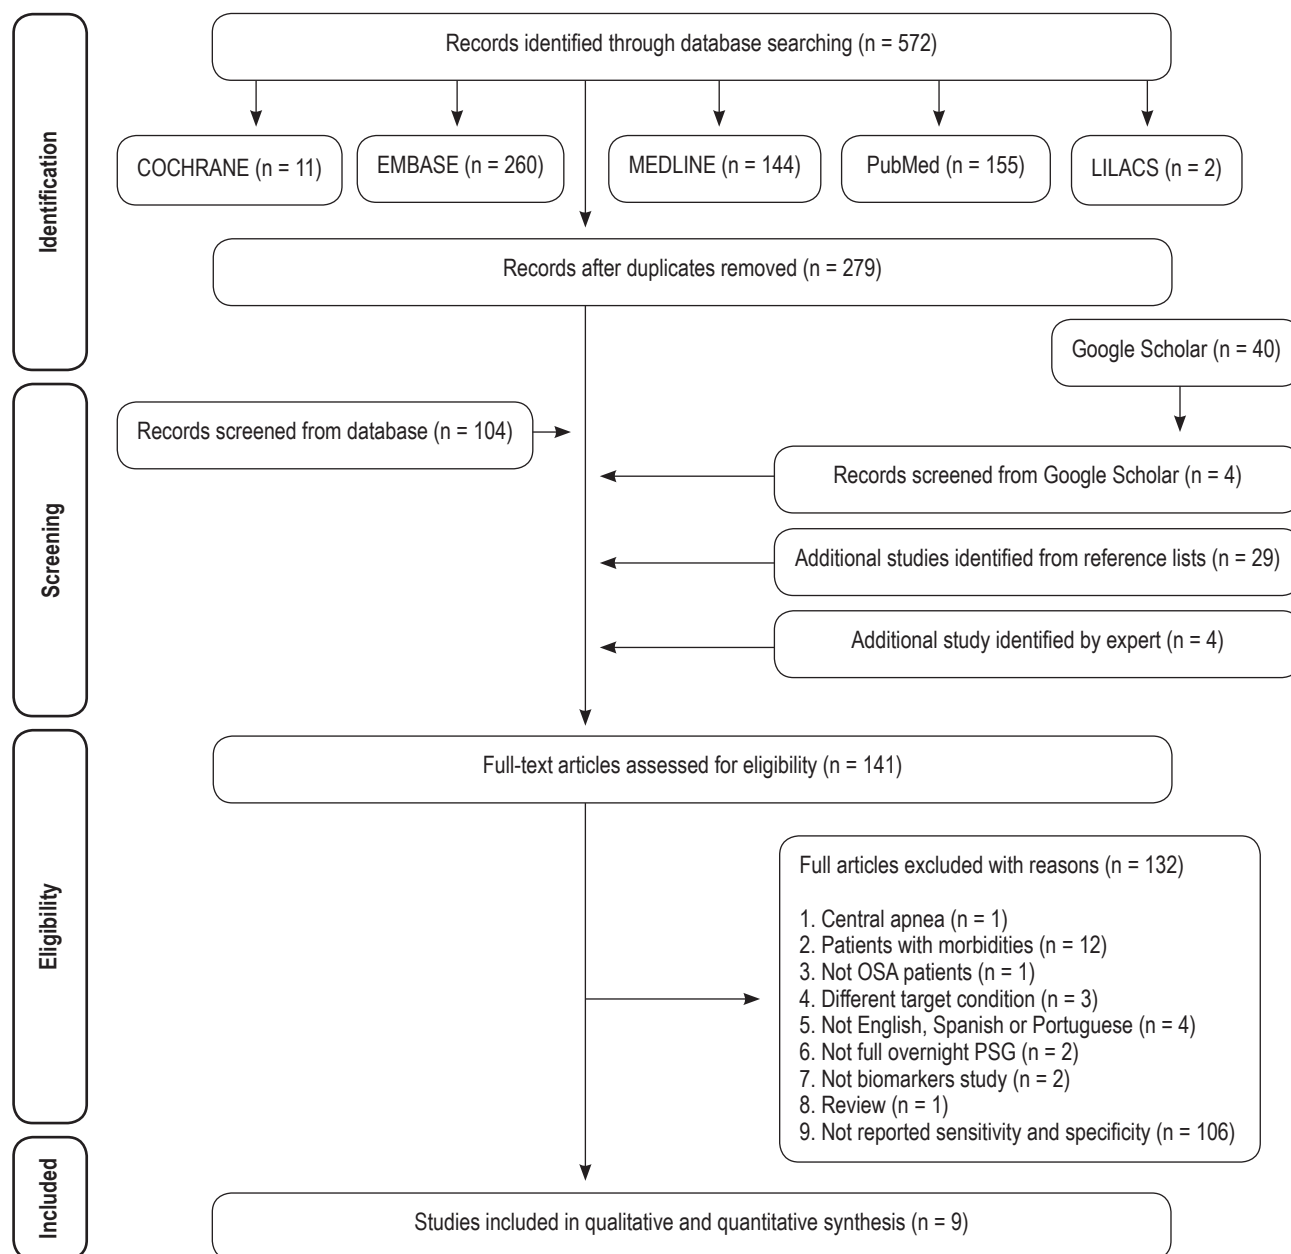 Identification
Records identified through database searching (n = 572)
COCHRANE (n = 11)
EMBASE (n = 260)
MEDLINE (n = 144)
PubMed (n = 155)
LILACS (n = 2)
Records after duplicates removed (n = 279)
Google Scholar (n = 40)
Screening
Records screened from database (n = 104)
Records screened from Google Scholar (n = 4)
Additional studies identified from reference lists (n = 29)
Additional study identified by expert (n = 4)
Eligibility
Full-text articles assessed for eligibility (n = 141)
Full articles excluded with reasons (n = 132)
1. Central apnea (n = 1)
2. Patients with morbidities (n = 12)
3. Not OSA patients (n = 1)
4. Different target condition (n = 3)
5. Not English, Spanish or Portuguese (n = 4)
6. Not full overnight PSG (n = 2)
7. Not biomarkers study (n = 2)
8. Review (n = 1)
9. Not reported sensitivity and specificity (n = 106)
Included
Studies included in qualitative and quantitative synthesis (n = 9)